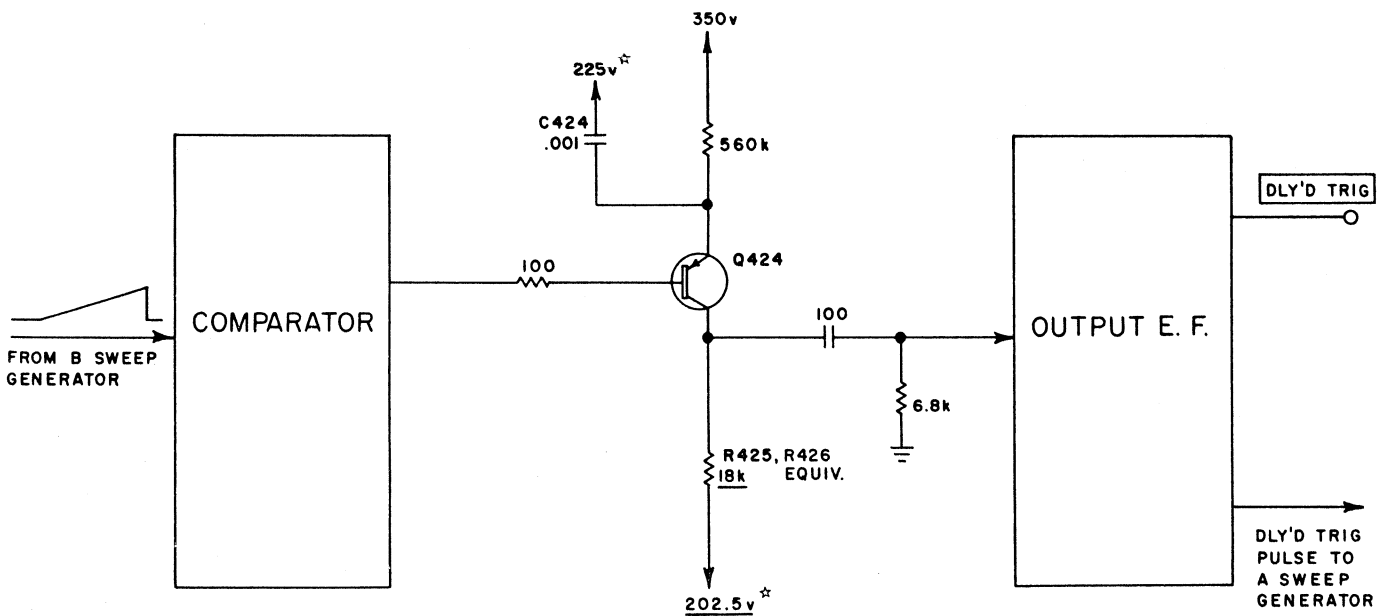 350v
225v☆
C424
.001
560k
DLY'D TRIG
Q424
100
COMPARATOR
100
OUTPUT E. F.
FROM B SWEEP
GENERATOR
6.8k
R425, R426
18k EQUIV.
DLY'D TRIG
PULSE TO
A SWEEP
GENERATOR
202.5v☆